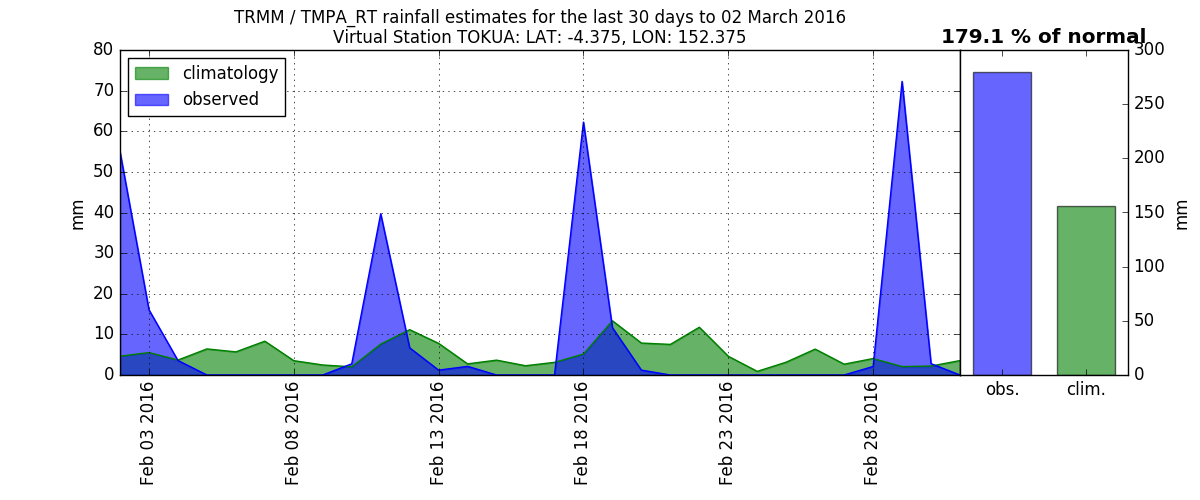 TRMM / TMPA_RT rainfall estimates for the last 30 days to 02 March 2016
Virtual Station TOKUA: LAT: -4.375, LON: 152.375
179.1 % of normal
climatology
observed
80
70
60
50
40
30
20
10
0
mm
Feb 03 2016
Feb 08 2016
Feb 13 2016
Feb 18 2016
Feb 23 2016
Feb 28 2016
obs.
clim.
300
250
200
150
100
50
0
mm